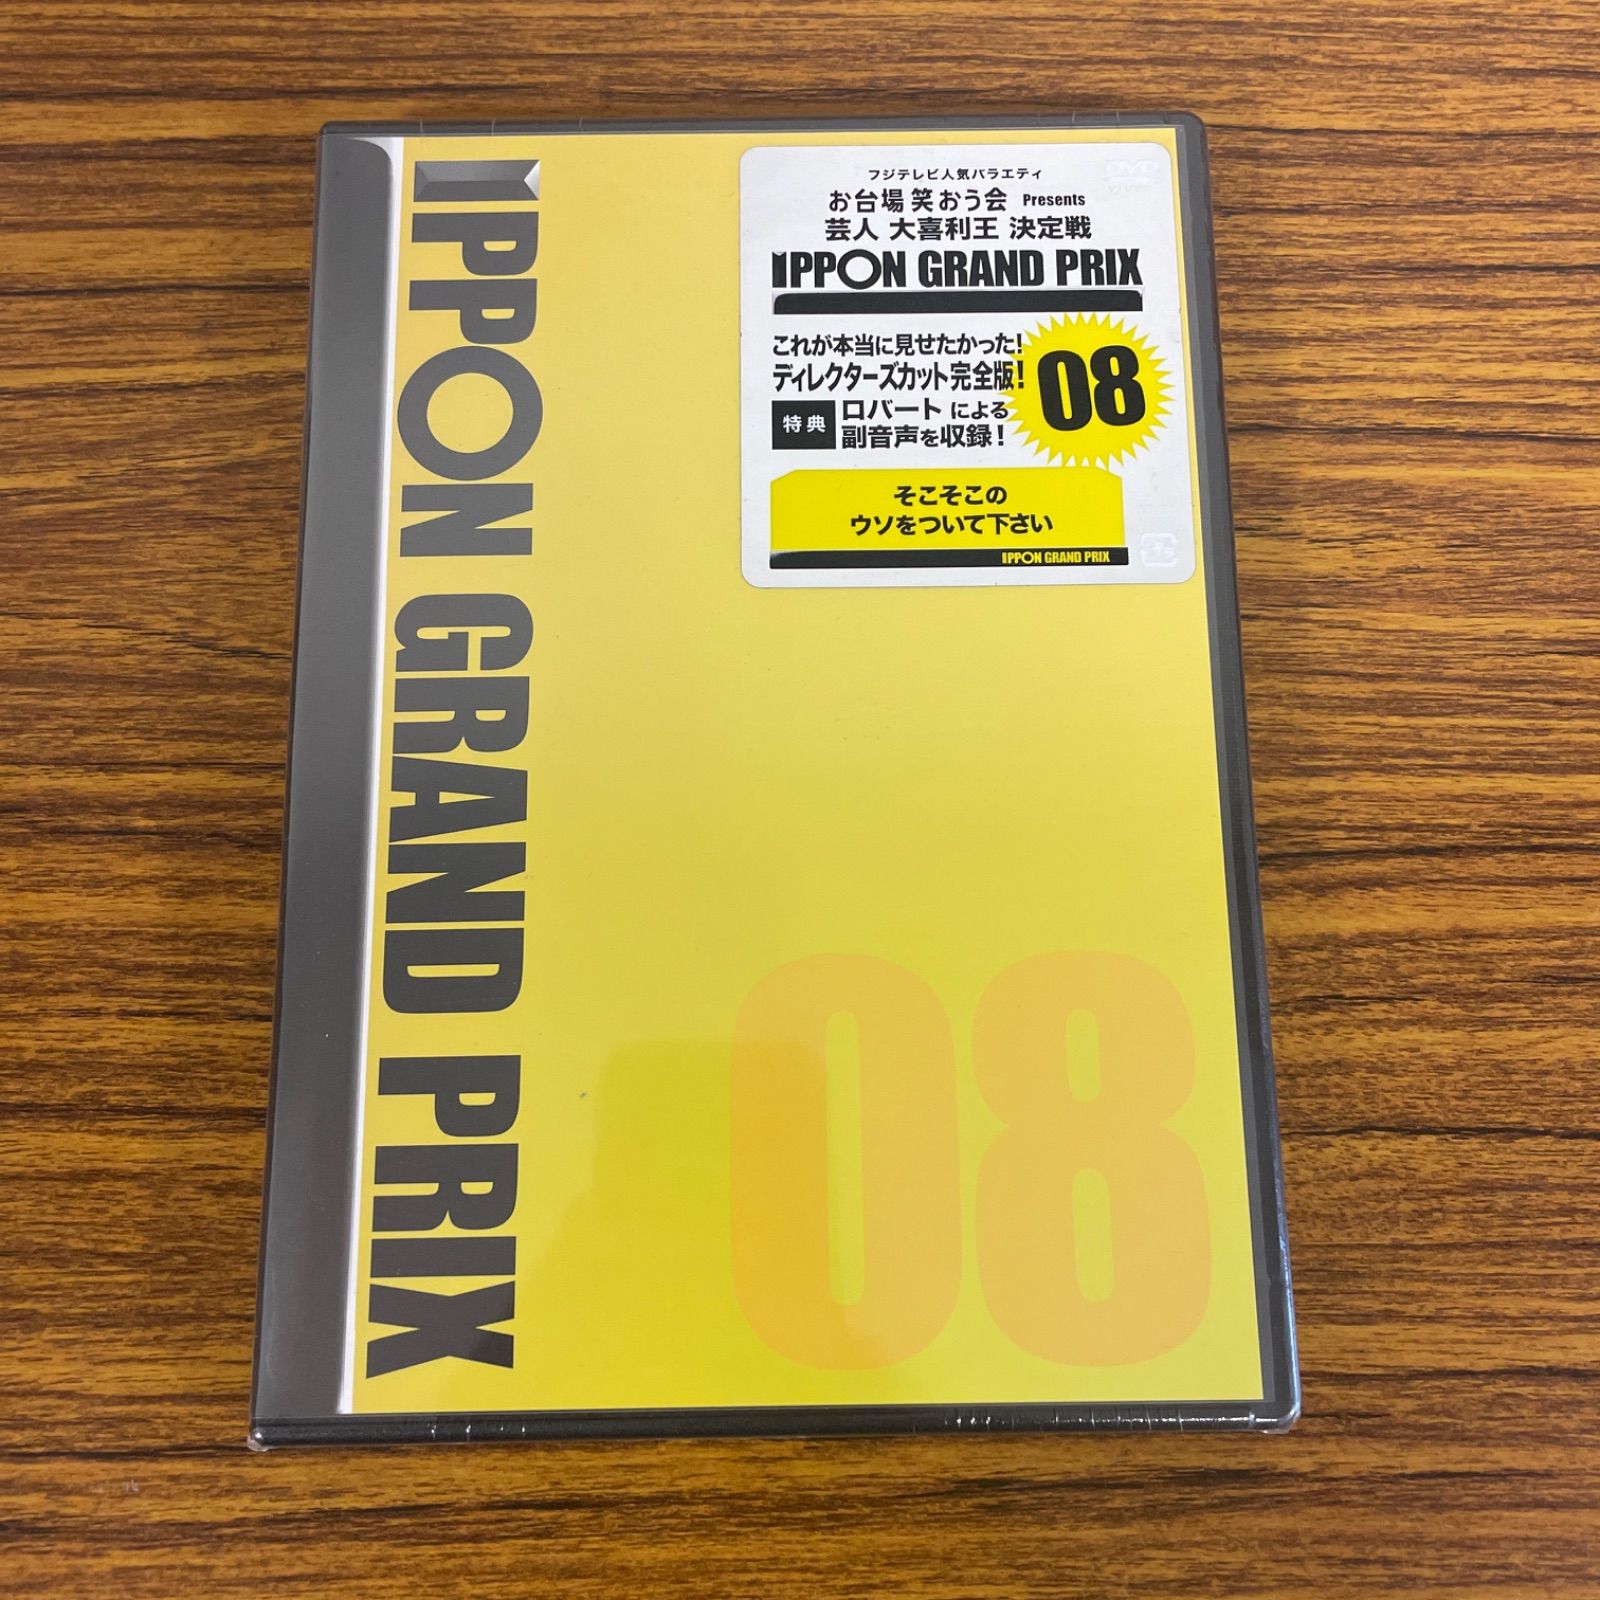 IPPON GRAND PRIX
DVD
VIDEO
フジテレビ人気バラエティ
お台場笑おう会 Presents
芸人 大喜利王 決定戦
IPPON GRAND PRIX
これが本当に見せたかった!
ディレクターズカット完全版!
08
特典
ロバートによる
副音声を収録!
そこそこの
ウソをついて下さい
IPPON GRAND PRIX
08